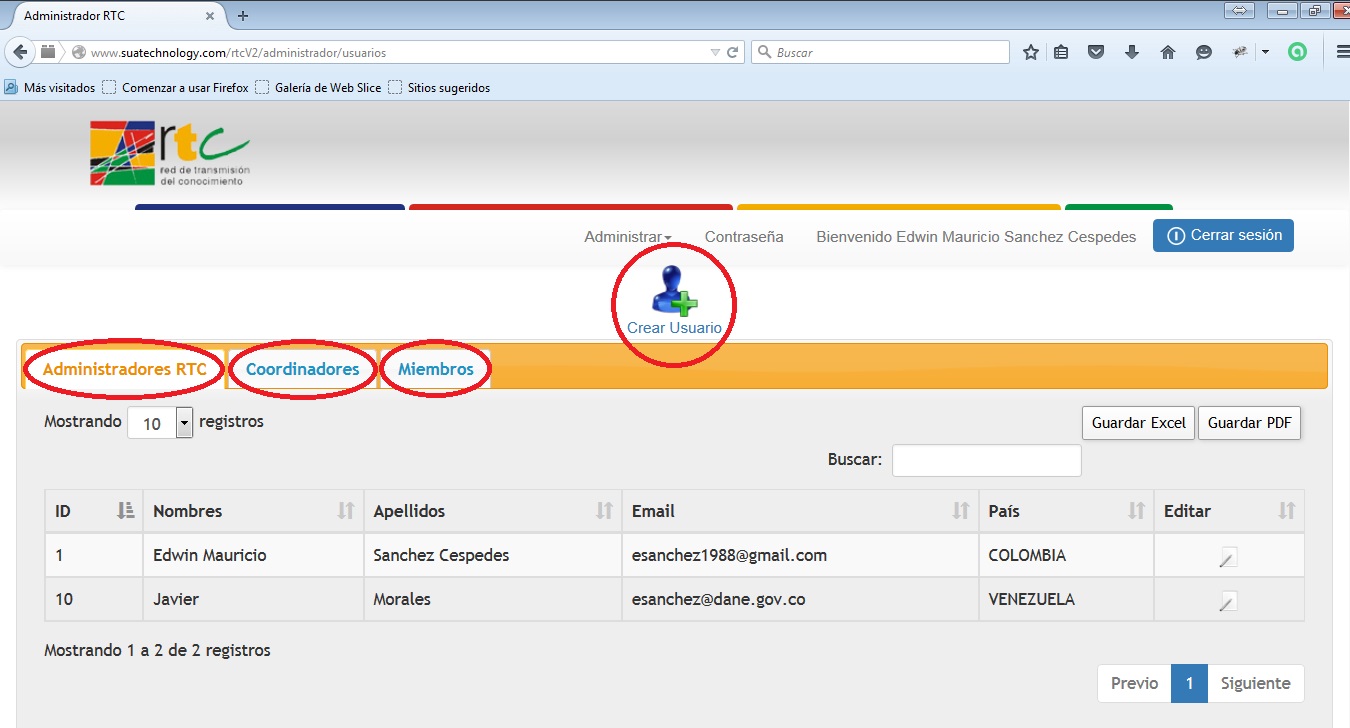 Administrador RTC
www.suatechnology.com/rtcV2/administrador/usuarios
Buscar
Más visitados Comenzar a usar Firefox Galería de Web Slice Sitios sugeridos
rtc
red de transmisión
del conocimiento
Administrar Contraseña Bienvenido Edwin Mauricio Sanchez Cespedes Cerrar sesión
Crear Usuario
Administradores RTC Coordinadores Miembros
Mostrando 10 registros Guardar Excel Guardar PDF
Buscar:
ID Nombres Apellidos Email País Editar
1 Edwin Mauricio Sanchez Cespedes esanchez1988@gmail.com COLOMBIA
10 Javier Morales esanchez@dane.gov.co VENEZUELA
Mostrando 1 a 2 de 2 registros
Previo 1 Siguiente